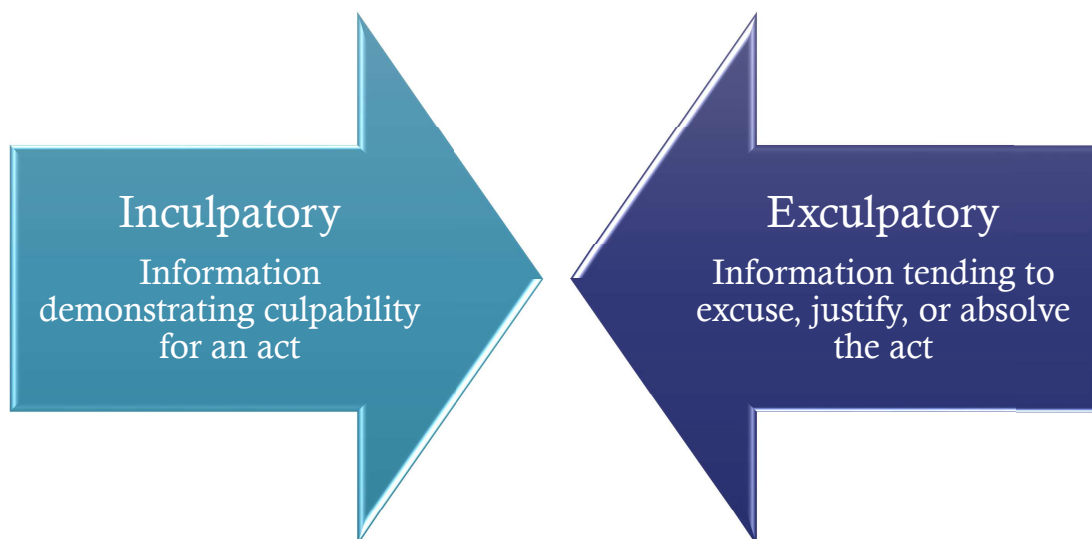 Inculpatory
Information
demonstrating culpability
for an act
Exculpatory
Information tending to
excuse, justify, or absolve
the act